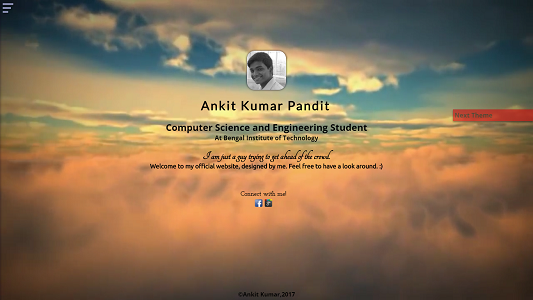 Ankit Kumar Pandit
Next Theme
Computer Science and Engineering Student
At Bengal Institute of Technology
I am just a guy trying to get ahead of the crowd.
Welcome to my official website, designed by me. Feel free to have a look around. :)
Connect with me!
©Ankit Kumar,2017